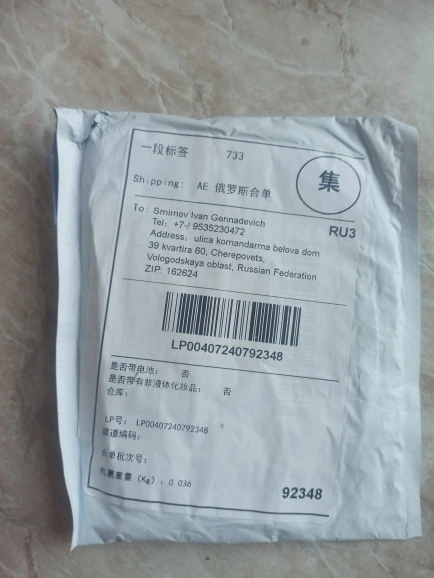 一段标签 733
集
Shipping: AE 俄罗斯合单
RU3
To: Smirnov Ivan Gennadevich
Tel: +7-/ 9535230472
Address: ulica komandarma belova dom
39 kvartira 60, Cherepovets,
Vologodskaya oblast, Russian Federation
ZIP: 162624
LP00407240792348
是否带电池: 否
是否带有非液体化妆品: 否
仓库:
LP号: LP00407240792348
渠道编码:
单批次号:
包裹重量 (Kg): 0.036
92348